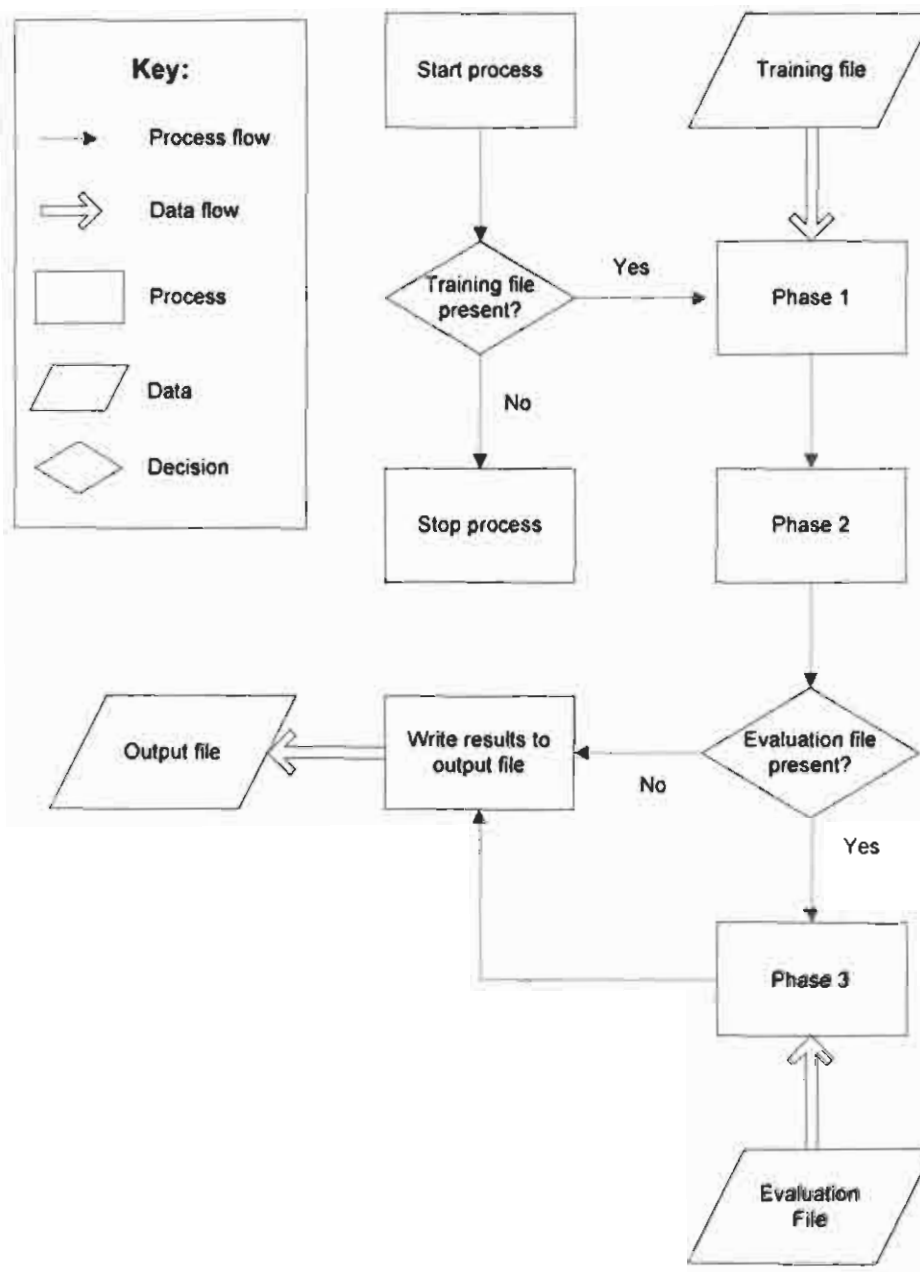 Key:
Process flow
Data flow
Process
Data
Decision
Start process
Training file
Training file
present?
Yes
Phase 1
No
Stop process
Phase 2
Output file
Write results to
output file
No
Evaluation file
present?
Yes
Phase 3
Evaluation
File